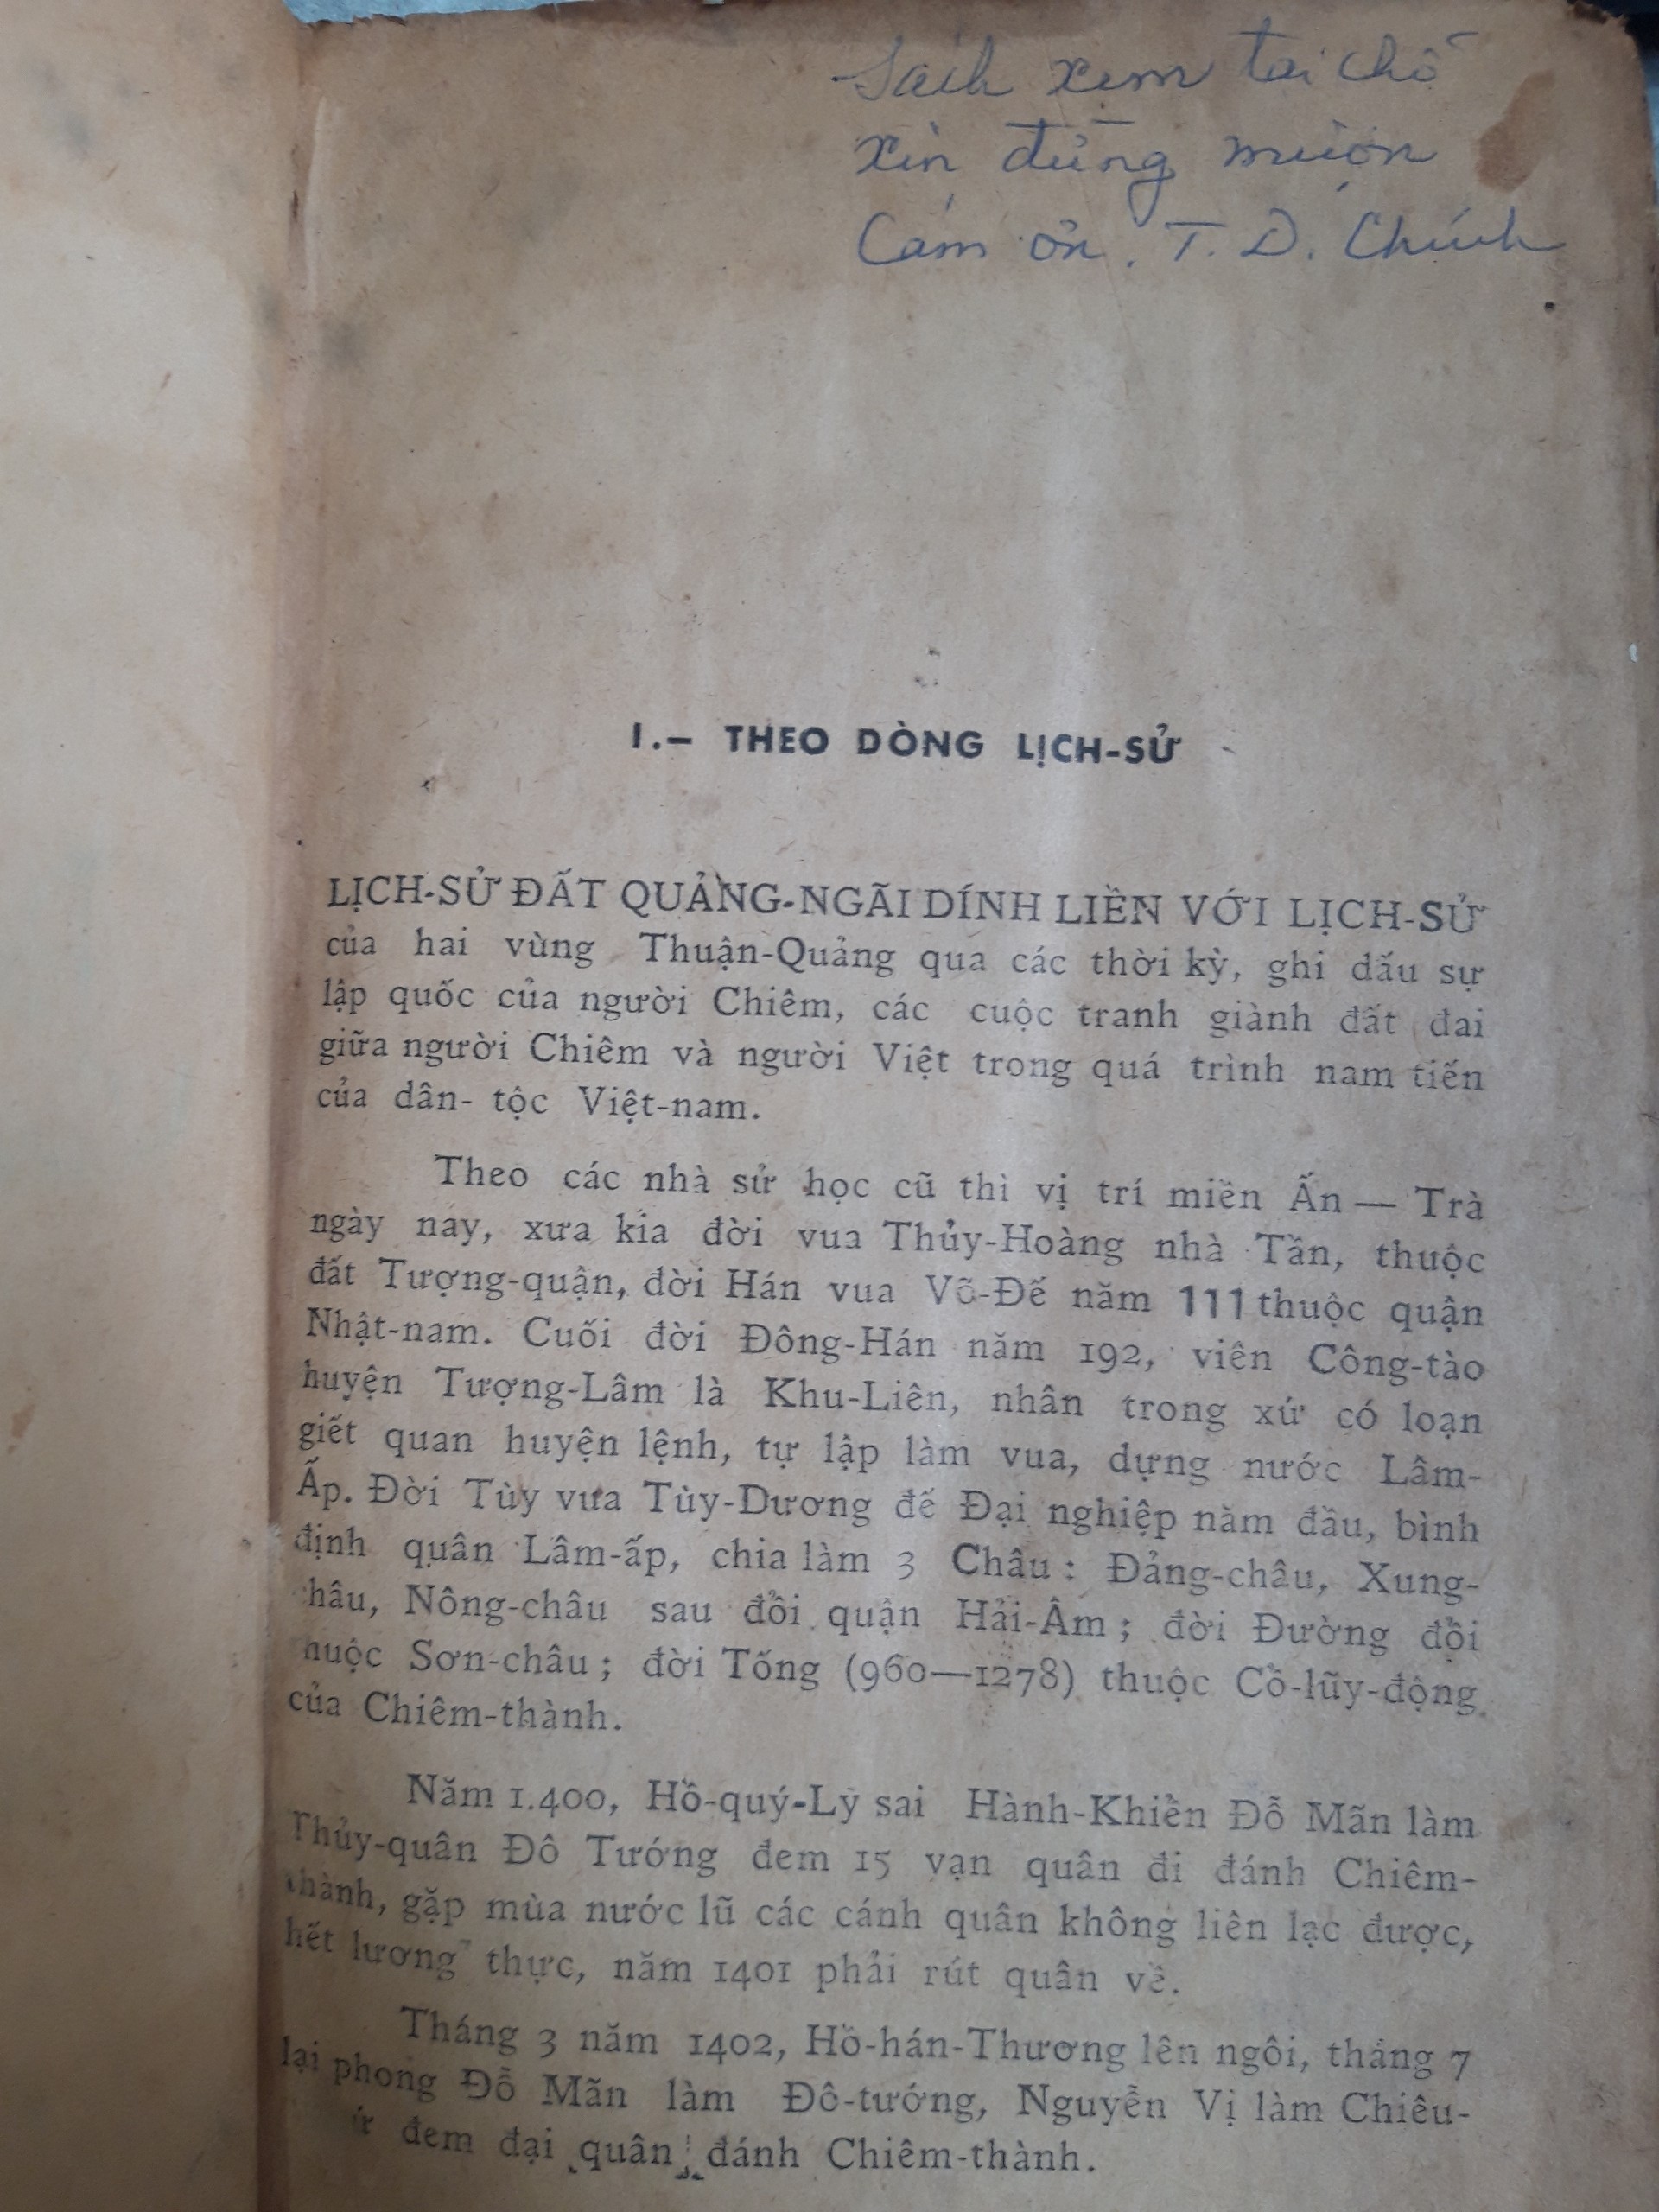 Sách xem tại chỗ
xin đừng mượn
Cám ơn. T. D. Chính
I.— THEO DÒNG LỊCH-SỬ
LỊCH-SỬ ĐẤT QUẢNG-NGÃI DÍNH LIỀN VỚI LỊCH-SỬ
của hai vùng Thuận-Quảng qua các thời kỳ, ghi dấu sự
lập quốc của người Chiêm, các cuộc tranh giành đất đai
giữa người Chiêm và người Việt trong quá trình nam tiến
của dân- tộc Việt-nam.
Theo các nhà sử học cũ thì vị trí miền Ấn — Trà
ngày nay, xưa kia đời vua Thủy-Hoàng nhà Tần, thuộc
đất Tượng-quận, đời Hán vua Võ-Đế năm 111 thuộc quận
Nhật-nam. Cuối đời Đông-Hán năm 192, viên Công-tào
huyện Tượng-Lâm là Khu-Liên, nhân trong xứ có loạn
giết quan huyện lệnh, tự lập làm vua, dựng nước Lâm-
Ấp. Đời Tùy vưa Tùy-Dương đế Đại nghiệp năm đầu, bình
định quân Lâm-ấp, chia làm 3 Châu : Đảng-châu, Xung-
hâu, Nông-châu sau đổi quận Hải-Âm ; đời Đường đổi
huộc Sơn-châu ; đời Tống (960—1278) thuộc Cổ-lũy-động
của Chiêm-thành.
Năm 1.400, Hồ-quý-Ly sai Hành-Khiển Đỗ Mãn làm
Thủy-quân Đô Tướng đem 15 vạn quân đi đánh Chiêm-
thành, gặp mùa nước lũ các cánh quân không liên lạc được,
hết lương thực, năm 1401 phải rút quân về.
Tháng 3 năm 1402, Hồ-hán-Thương lên ngôi, tháng 7
lại phong Đỗ Mãn làm Đô-tướng, Nguyễn Vị làm Chiêu-
đem đại quân đánh Chiêm-thành.